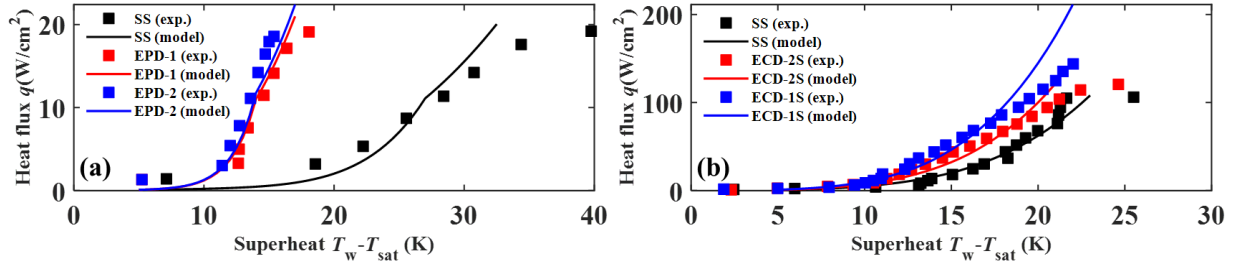 Heat flux q(W/cm²)
20
10
0
SS (exp.)
SS (model)
EPD-1 (exp.)
EPD-1 (model)
EPD-2 (exp.)
EPD-2 (model)
(a)
0 10 20 30 40
Superheat Tw-Tsat (K)
Heat flux q(W/cm²)
200
100
0
SS (exp.)
SS (model)
ECD-2S (exp.)
ECD-2S (model)
ECD-1S (exp.)
ECD-1S (model)
(b)
0 5 10 15 20 25 30
Superheat Tw-Tsat (K)